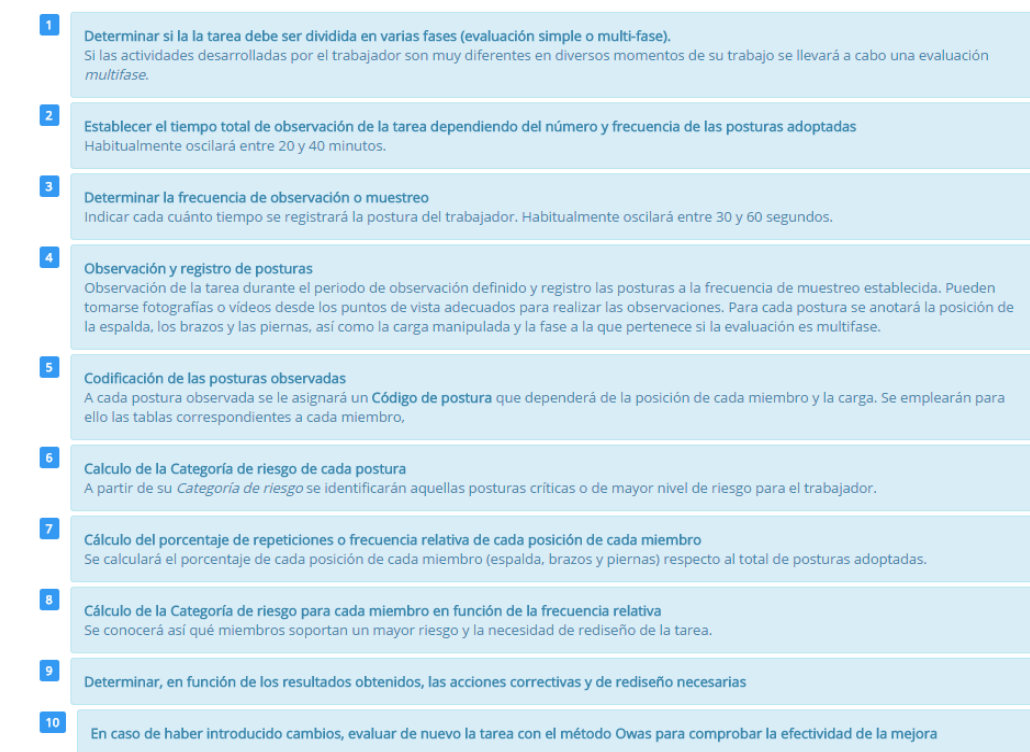 1
Determinar si la la tarea debe ser dividida en varias fases (evaluación simple o multi-fase).
Si las actividades desarrolladas por el trabajador son muy diferentes en diversos momentos de su trabajo se llevará a cabo una evaluación
multifase.
2
Establecer el tiempo total de observación de la tarea dependiendo del número y frecuencia de las posturas adoptadas
Habitualmente oscilará entre 20 y 40 minutos.
3
Determinar la frecuencia de observación o muestreo
Indicar cada cuánto tiempo se registrará la postura del trabajador. Habitualmente oscilará entre 30 y 60 segundos.
4
Observación y registro de posturas
Observación de la tarea durante el periodo de observación definido y registro las posturas a la frecuencia de muestreo establecida. Pueden
tomarse fotografías o vídeos desde los puntos de vista adecuados para realizar las observaciones. Para cada postura se anotará la posición de
la espalda, los brazos y las piernas, así como la carga manipulada y la fase a la que pertenece si la evaluación es multifase.
5
Codificación de las posturas observadas
A cada postura observada se le asignará un Código de postura que dependerá de la posición de cada miembro y la carga. Se emplearán para
ello las tablas correspondientes a cada miembro,
6
Calculo de la Categoría de riesgo de cada postura
A partir de su Categoría de riesgo se identificarán aquellas posturas críticas o de mayor nivel de riesgo para el trabajador.
7
Cálculo del porcentaje de repeticiones o frecuencia relativa de cada posición de cada miembro
Se calculará el porcentaje de cada posición de cada miembro (espalda, brazos y piernas) respecto al total de posturas adoptadas.
8
Cálculo de la Categoría de riesgo para cada miembro en función de la frecuencia relativa
Se conocerá así qué miembros soportan un mayor riesgo y la necesidad de rediseño de la tarea.
9
Determinar, en función de los resultados obtenidos, las acciones correctivas y de rediseño necesarias
10
En caso de haber introducido cambios, evaluar de nuevo la tarea con el método Owas para comprobar la efectividad de la mejora